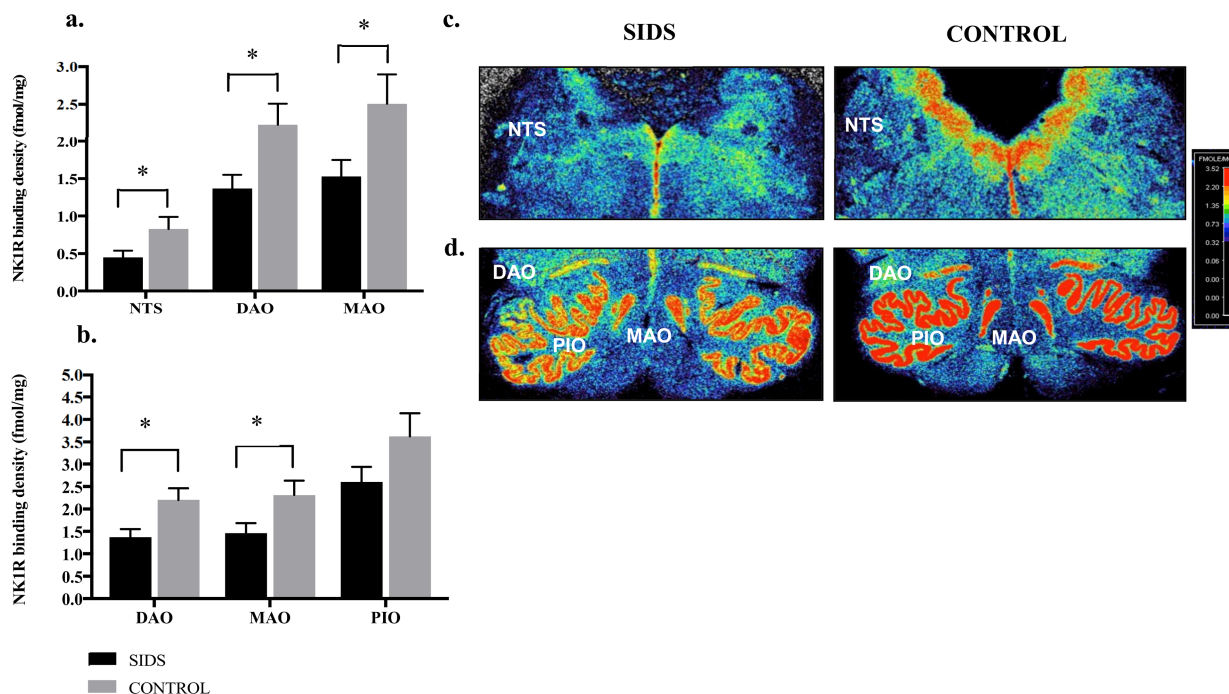 a.
NK1R binding density (fmol/mg)
3.0
2.5
2.0
1.5
1.0
0.5
0.0
*
*
*
NTS DAO MAO
b.
NK1R binding density (fmol/mg)
5.0
4.5
4.0
3.5
3.0
2.5
2.0
1.5
1.0
0.5
0.0
*
*
DAO MAO PIO
SIDS
CONTROL
c.
SIDS CONTROL
NTS
NTS
d.
DAO
PIO
MAO
DAO
PIO
MAO
3.52
2.20
1.35
0.73
0.32
0.06
0.00
0.00
0.00